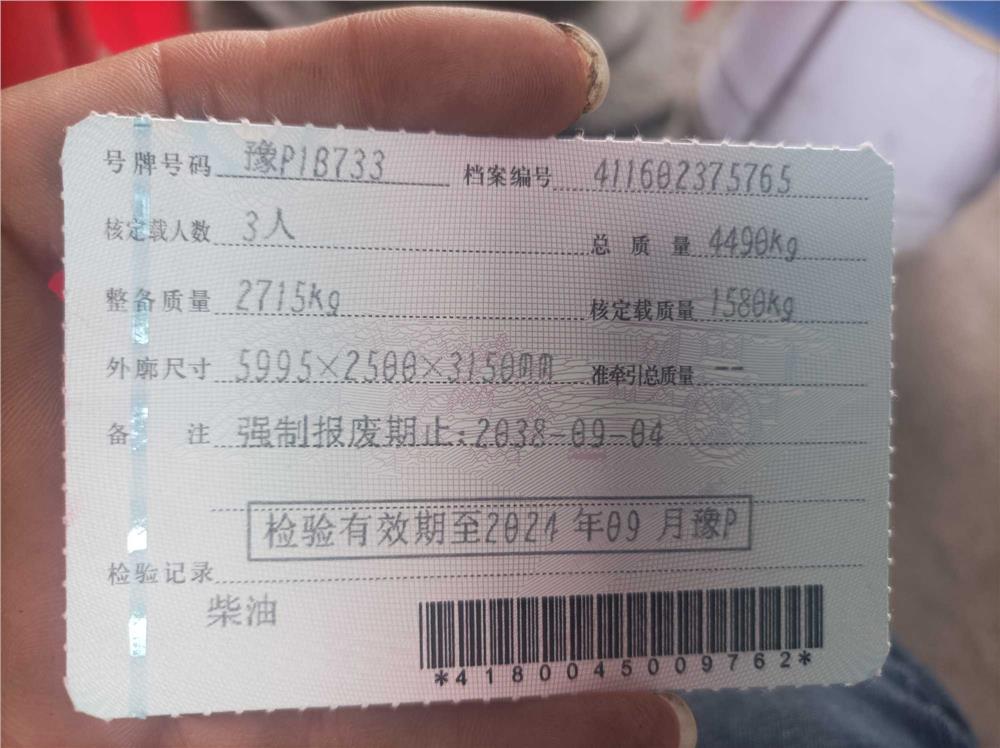 号牌号码 豫P1B733 档案编号 411602375765
核定载人数 3人 总质量 4490kg
整备质量 2715kg 核定载质量 1580kg
外廓尺寸 5995×2500×3150mm 准牵引总质量 --
备注 强制报废期止:2038-09-04
检验有效期至2024年09月豫P
检验记录
柴油
*4180045009762*